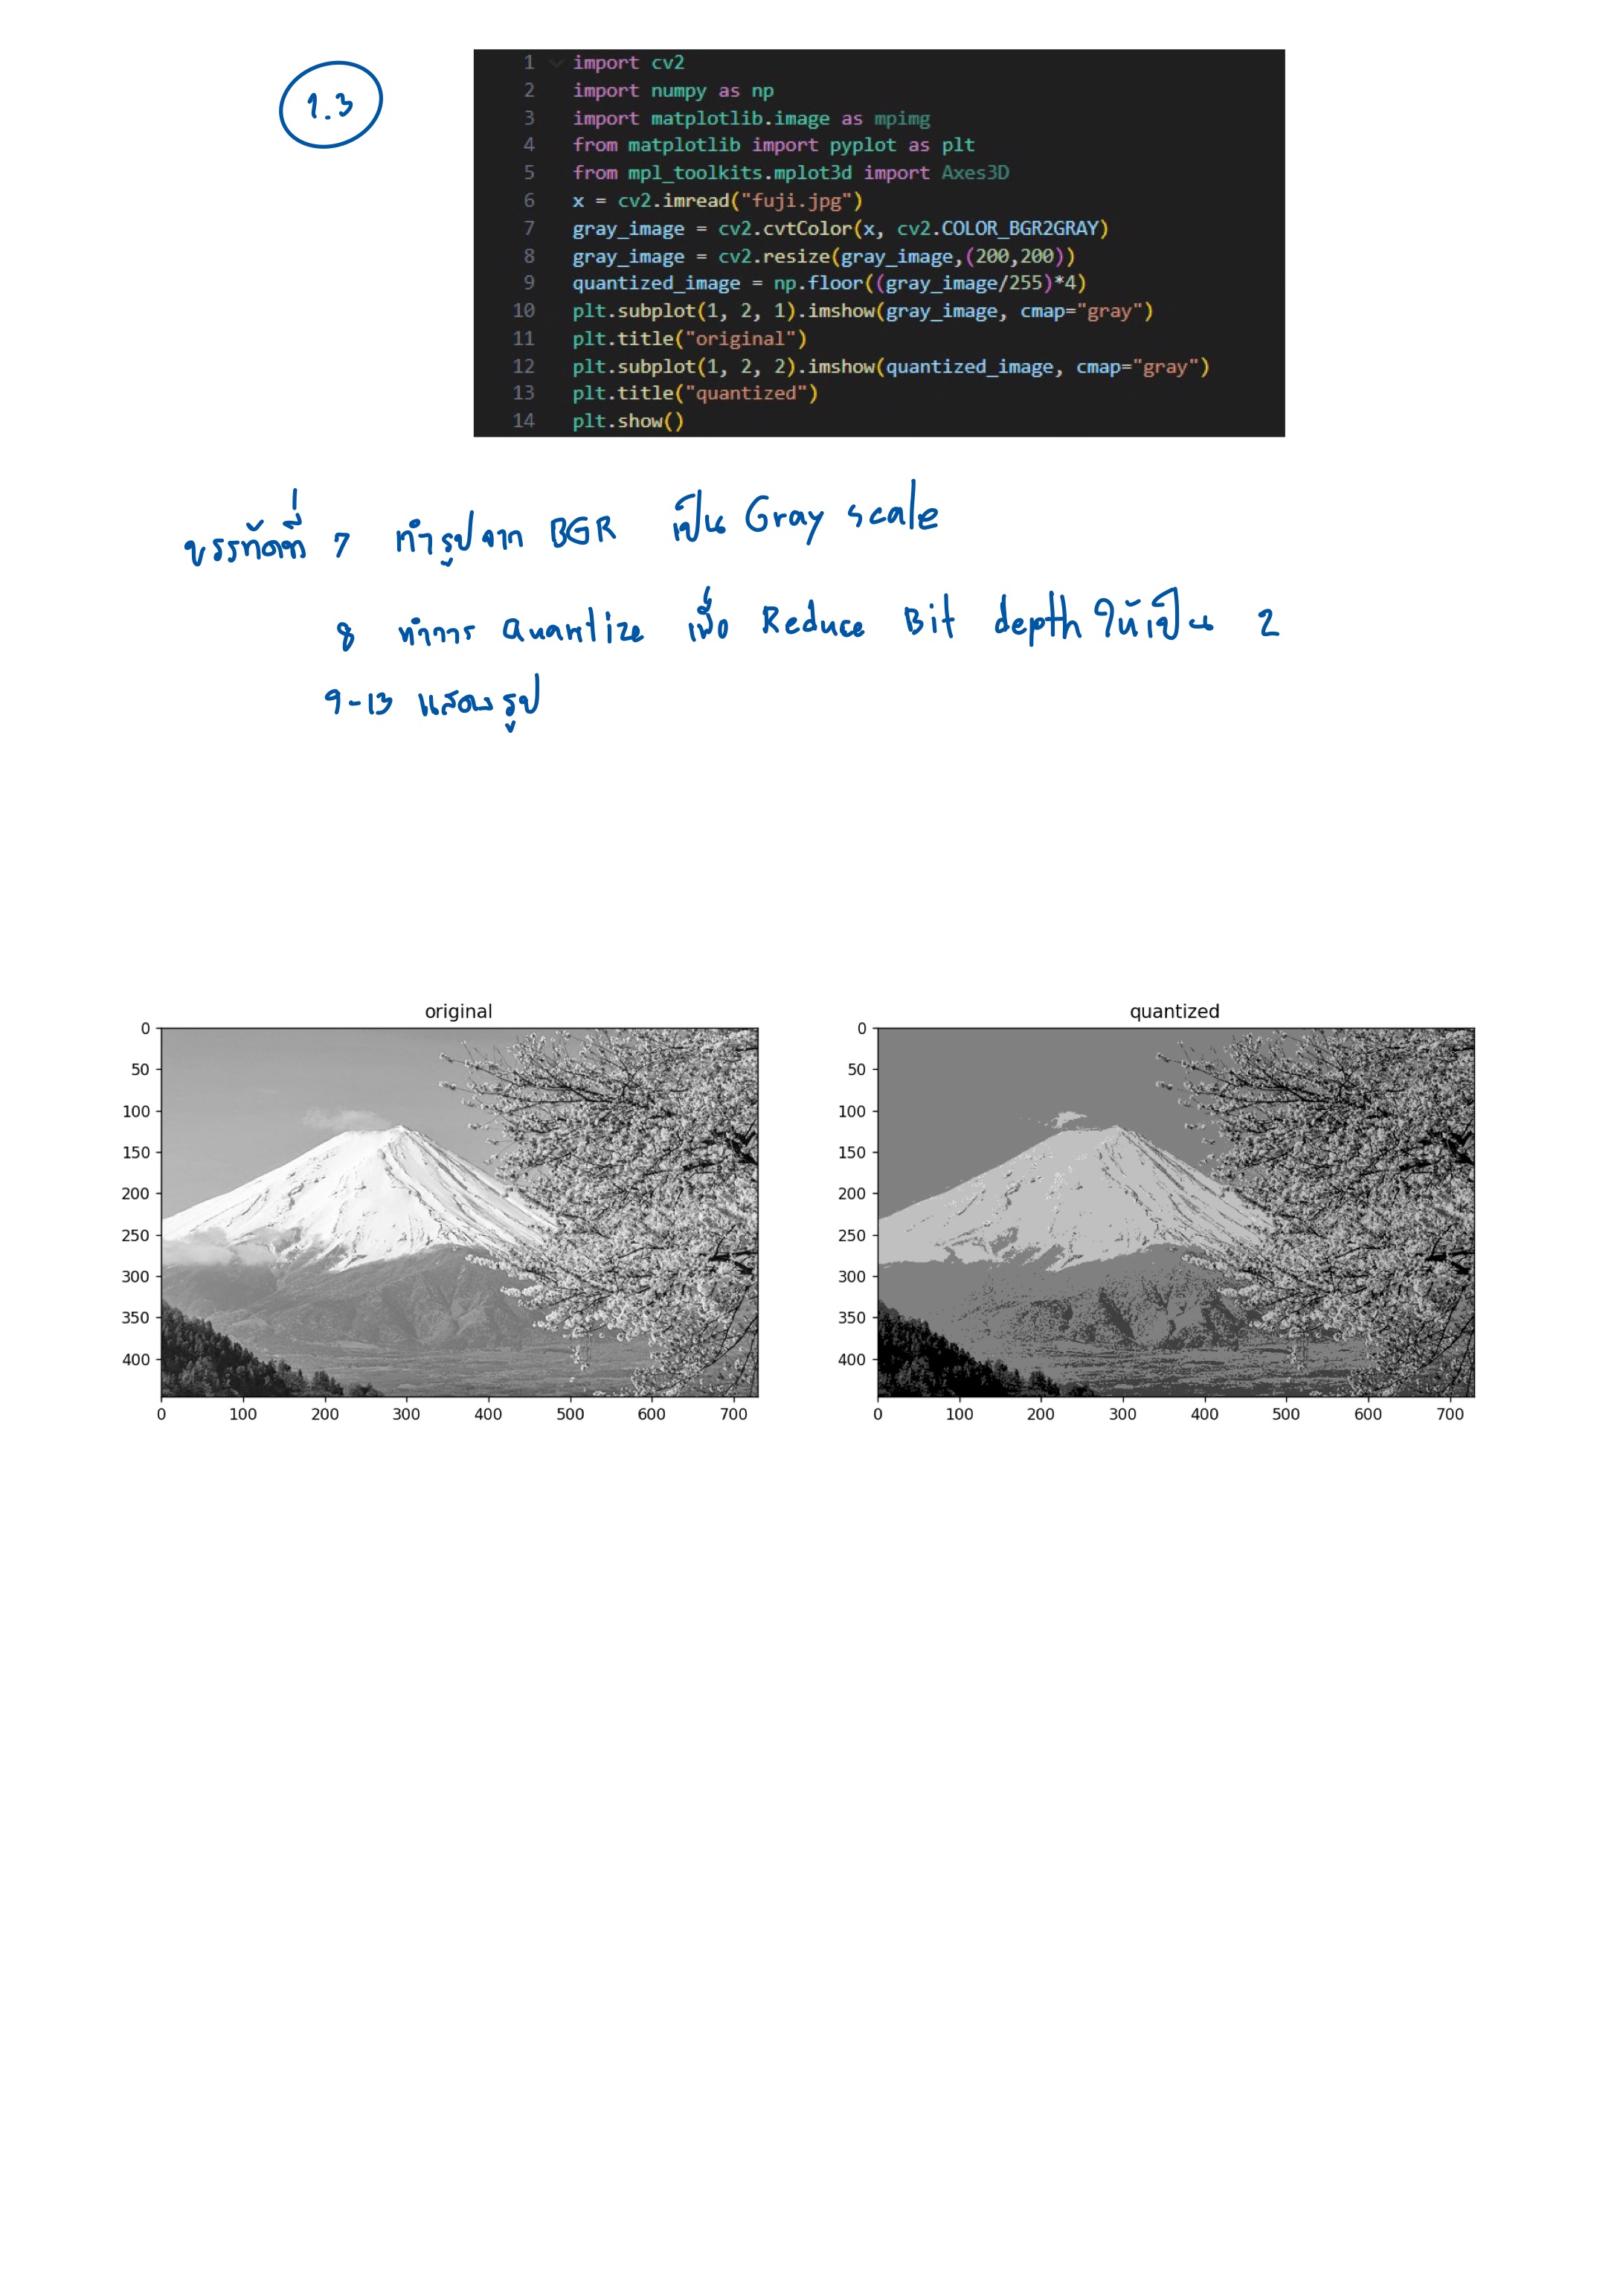 1.3
1 import cv2
2 import numpy as np
3 import matplotlib.image as mpimg
4 from matplotlib import pyplot as plt
5 from mpl_toolkits.mplot3d import Axes3D
6 x = cv2.imread("fuji.jpg")
7 gray_image = cv2.cvtColor(x, cv2.COLOR_BGR2GRAY)
8 gray_image = cv2.resize(gray_image,(200,200))
9 quantized_image = np.floor((gray_image/255)*4)
10 plt.subplot(1, 2, 1).imshow(gray_image, cmap="gray")
11 plt.title("original")
12 plt.subplot(1, 2, 2).imshow(quantized_image, cmap="gray")
13 plt.title("quantized")
14 plt.show()
บรรทัดที่ 7 ทำรูปจาก BGR เป็น Gray scale
8 ทำการ Quantize เพื่อ Reduce Bit depth ให้เป็น 2
9-13 แสดงรูป
original quantized
0 0
50 50
100 100
150 150
200 200
250 250
300 300
350 350
400 400
0 100 200 300 400 500 600 700 0 100 200 300 400 500 600 700